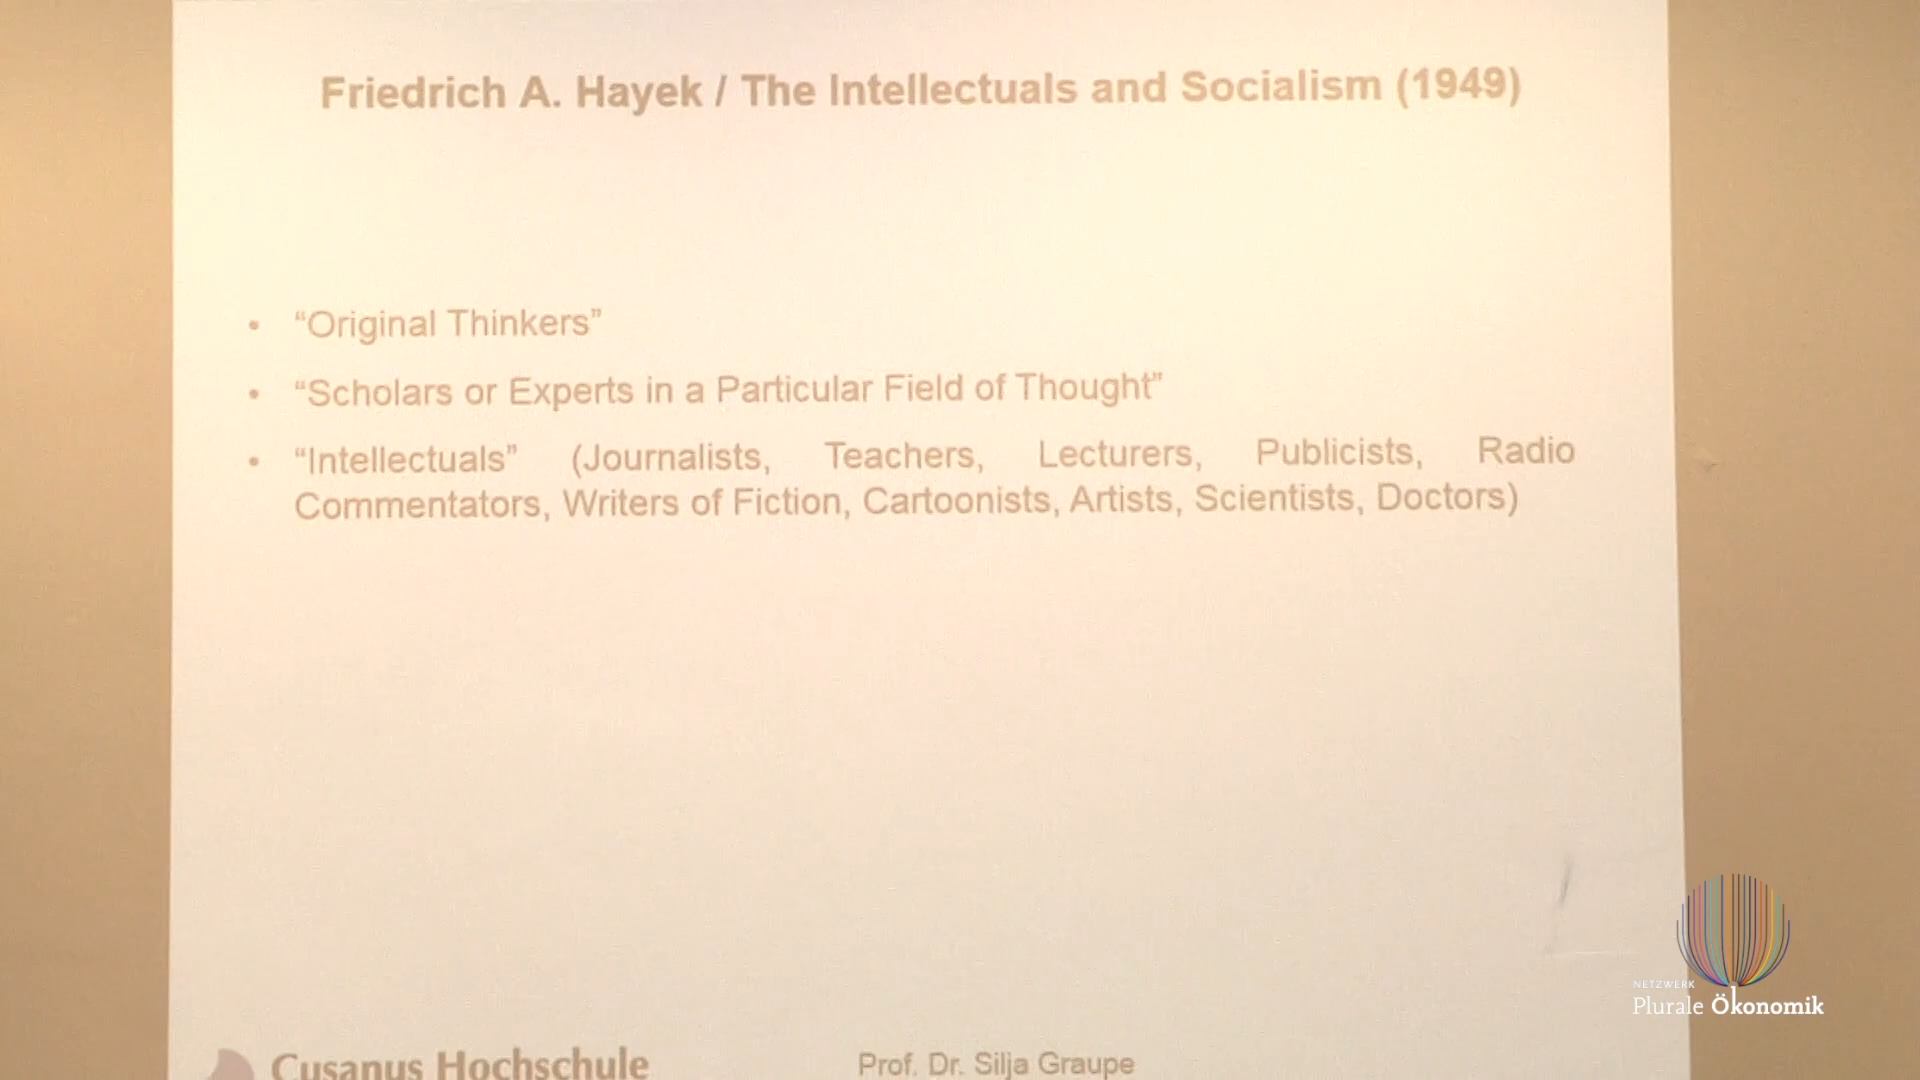 Friedrich A. Hayek / The Intellectuals and Socialism (1949)
• “Original Thinkers”
• “Scholars or Experts in a Particular Field of Thought”
• “Intellectuals” (Journalists, Teachers, Lecturers, Publicists, Radio
Commentators, Writers of Fiction, Cartoonists, Artists, Scientists, Doctors)
NETZWERK
Plurale Ökonomik
Cusanus Hochschule
Prof. Dr. Silja Graupe